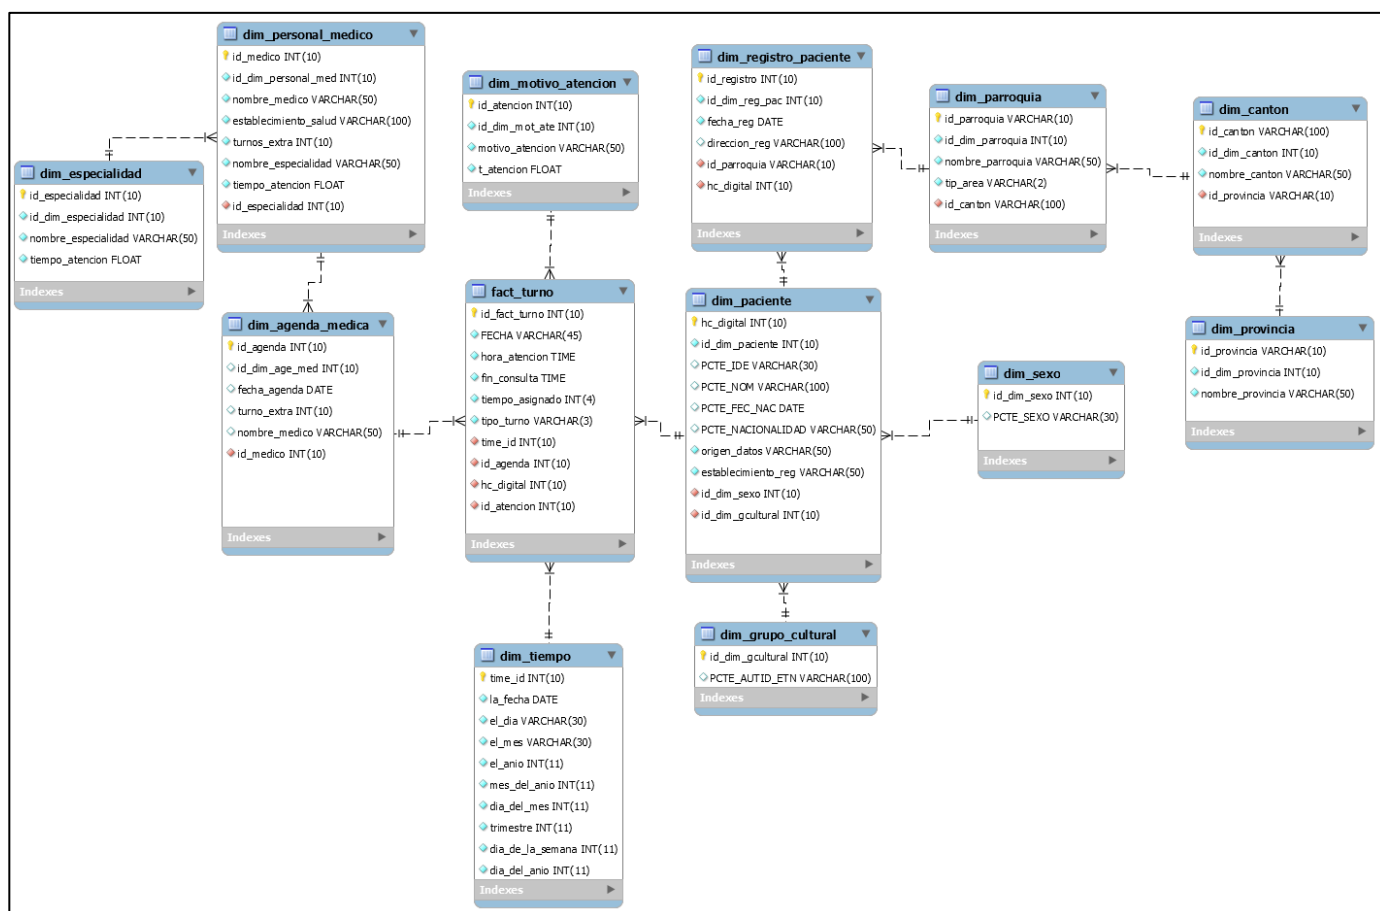 dim_personal_medico
id_medico INT(10)
id_dim_personal_med INT(10)
nombre_medico VARCHAR(50)
establecimiento_salud VARCHAR(100)
turnos_extra INT(10)
nombre_especialidad VARCHAR(50)
tiempo_atencion FLOAT
id_especialidad INT(10)
Indexes
dim_especialidad
id_especialidad INT(10)
id_dim_especialidad INT(10)
nombre_especialidad VARCHAR(50)
tiempo_atencion FLOAT
Indexes
dim_motivo_atencion
id_atencion INT(10)
id_dim_mot_ate INT(10)
motivo_atencion VARCHAR(50)
t_atencion FLOAT
Indexes
dim_registro_paciente
id_registro INT(10)
id_dim_reg_pac INT(10)
fecha_reg DATE
direccion_reg VARCHAR(100)
id_parroquia VARCHAR(10)
hc_digital INT(10)
Indexes
dim_parroquia
id_parroquia VARCHAR(10)
id_dim_parroquia INT(10)
nombre_parroquia VARCHAR(50)
tip_area VARCHAR(2)
id_canton VARCHAR(100)
Indexes
dim_canton
id_canton VARCHAR(100)
id_dim_canton INT(10)
nombre_canton VARCHAR(50)
id_provincia VARCHAR(10)
Indexes
dim_agenda_medica
id_agenda INT(10)
id_dim_age_med INT(10)
fecha_agenda DATE
turno_extra INT(10)
nombre_medico VARCHAR(50)
id_medico INT(10)
Indexes
fact_turno
id_fact_turno INT(10)
FECHA VARCHAR(45)
hora_atencion TIME
fin_consulta TIME
tiempo_asignado INT(4)
tipo_turno VARCHAR(3)
time_id INT(10)
id_agenda INT(10)
hc_digital INT(10)
id_atencion INT(10)
Indexes
dim_paciente
hc_digital INT(10)
id_dim_paciente INT(10)
PCTE_IDE VARCHAR(30)
PCTE_NOM VARCHAR(100)
PCTE_FEC_NAC DATE
PCTE_NACIONALIDAD VARCHAR(50)
origen_datos VARCHAR(50)
establecimiento_reg VARCHAR(50)
id_dim_sexo INT(10)
id_dim_gcultural INT(10)
Indexes
dim_sexo
id_dim_sexo INT(10)
PCTE_SEXO VARCHAR(30)
Indexes
dim_provincia
id_provincia VARCHAR(10)
id_dim_provincia INT(10)
nombre_provincia VARCHAR(50)
Indexes
dim_tiempo
time_id INT(10)
la_fecha DATE
el_dia VARCHAR(30)
el_mes VARCHAR(30)
el_anio INT(11)
mes_del_anio INT(11)
dia_del_mes INT(11)
trimestre INT(11)
dia_de_la_semana INT(11)
dia_del_anio INT(11)
Indexes
dim_grupo_cultural
id_dim_gcultural INT(10)
PCTE_AUTID_ETN VARCHAR(100)
Indexes